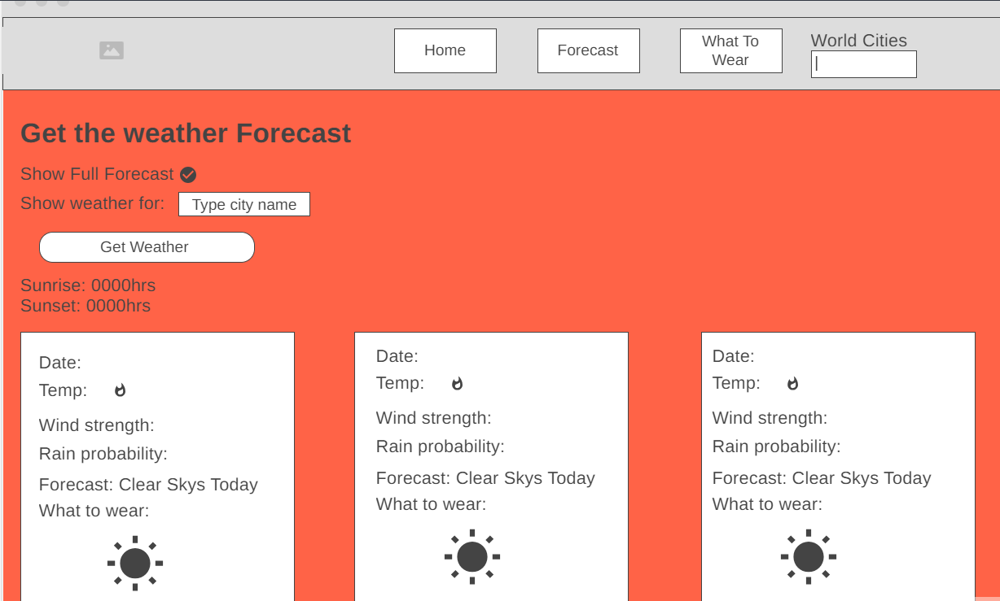 Home
Forecast
What To
Wear
World Cities
Get the weather Forecast
Show Full Forecast
Show weather for:
Type city name
Get Weather
Sunrise: 0000hrs
Sunset: 0000hrs
Date:
Temp:
Wind strength:
Rain probability:
Forecast: Clear Skys Today
What to wear:
Date:
Temp:
Wind strength:
Rain probability:
Forecast: Clear Skys Today
What to wear:
Date:
Temp:
Wind strength:
Rain probability:
Forecast: Clear Skys Today
What to wear: